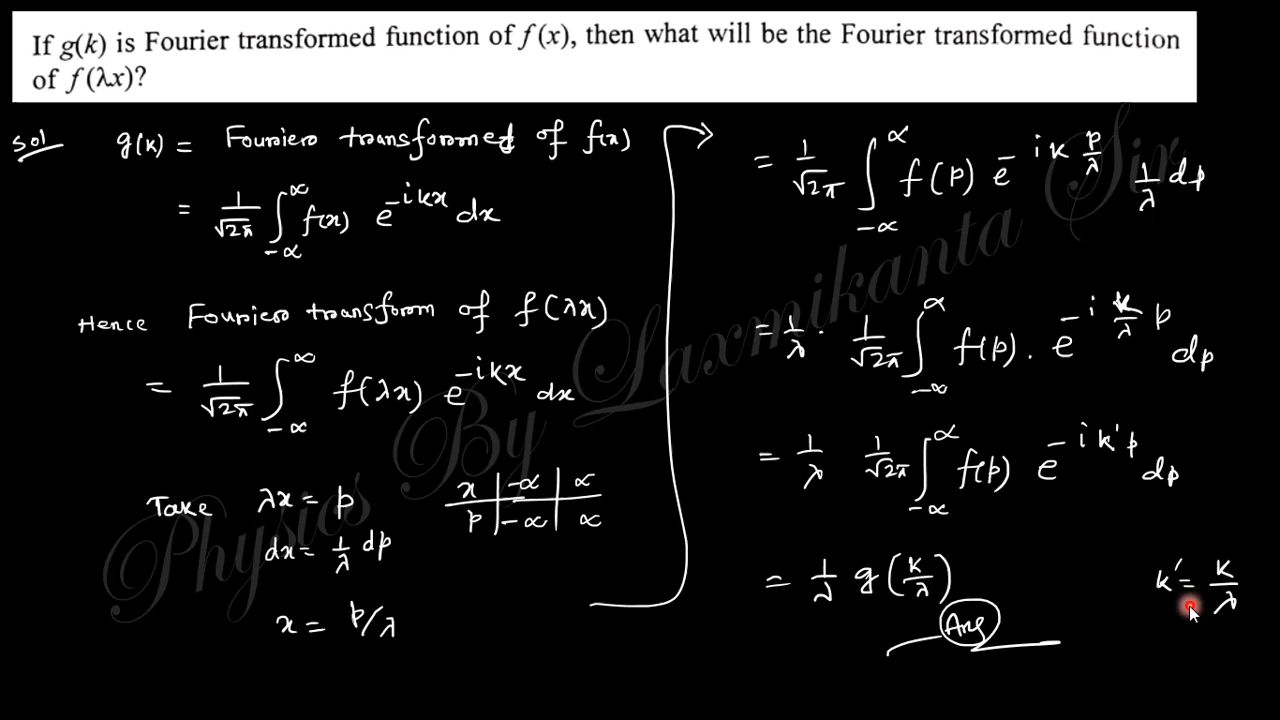 If g(k) is Fourier transformed function of f(x), then what will be the Fourier transformed function
of f(λx)?
Sol g(k) = Fourier transformed of f(x)
= 1/√2π ∫_{-∞}^{∞} f(x) e^{-ikx} dx
Hence Fourier transform of f(λx)
= 1/√2π ∫_{-∞}^{∞} f(λx) e^{-ikx} dx
Take λx = p
x | -∞ | ∞
p | -∞ | ∞
dx = 1/λ dp
x = p/λ
= 1/√2π ∫_{-∞}^{∞} f(p) e^{-ik p/λ} 1/λ dp
= 1/λ · 1/√2π ∫_{-∞}^{∞} f(p) . e^{-i k/λ p} dp
= 1/λ 1/√2π ∫_{-∞}^{∞} f(p) e^{-ik'p} dp
= 1/λ g(k/λ) k' = k/λ
Ans
Physics By Laxmikanta Sir